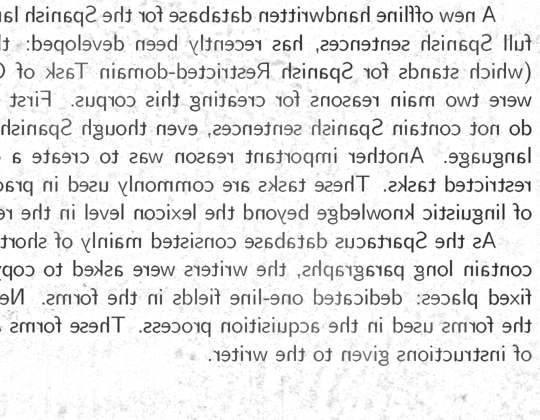 A new offline handwritten database for the Spanish la
full Spanish sentences, has recently been developed: t
(which stands for Spanish Restricted-domain Task of C
were two main reasons for creating this corpus. First
do not contain Spanish sentences, even though Spanish
language. Another important reason was to create a
restricted tasks. These tasks are commonly used in prac
of linguistic knowledge beyond the lexicon level in the re
As the Spartacus database consisted mainly of short
contain long paragraphs, the writers were asked to copy
fixed places: dedicated one-line fields in the forms. Ne
the forms used in the acquisition process. These forms
of instructions given to the writer.